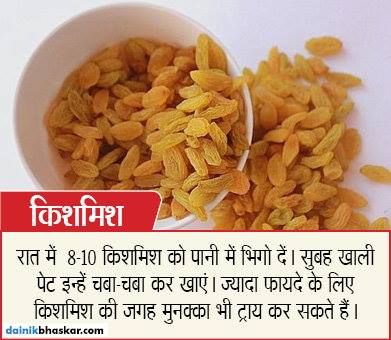 किशमिश
रात में 8-10 किशमिश को पानी में भिगो दें। सुबह खाली
पेट इन्हें चबा-चबा कर खाएं। ज्यादा फायदे के लिए
किशमिश की जगह मुनक्का भी ट्राय कर सकते हैं।
dainikbhaskar.com